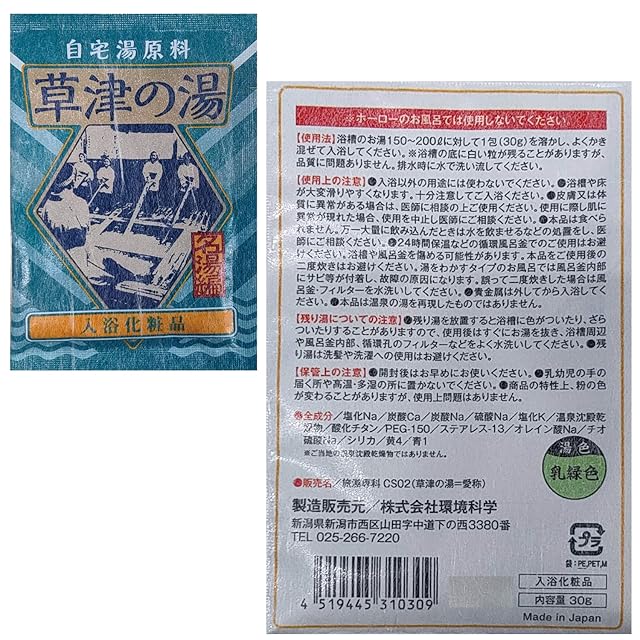 自宅湯原料
草津の湯
名湯
入浴化粧品
※ホーローのお風呂では使用しないでください。
【使用法】浴槽のお湯150〜200ℓに対して1包(30g)を溶かし、よくかき
混ぜて入浴してください。※浴槽の底に白い粒が残ることがありますが、
品質に問題ありません。排水時に水で洗い流してください。
【使用上の注意】●入浴以外の用途には使わないでください。●浴槽や床
が大変滑りやすくなります。十分注意してご入浴ください。●皮膚又は体
質に異常がある場合は、医師に相談の上ご使用ください。使用に際し肌に
異常が現れた場合、使用を中止し医師にご相談ください。●本品は食べら
れません。万一大量に飲み込んだときは水を飲ませるなどの処置をし、医
師にご相談ください。●24時間保温などの循環風呂釜でのご使用はお避
けください。浴槽や風呂釜を傷める可能性があります。本品をご使用後の
二度炊きはお避けください。湯をわかすタイプのお風呂では風呂釜内部
にサビ等が付着し、故障の原因になります。誤って二度炊きした場合は風
呂釜・フィルターを水洗いしてください。●貴金属は外してから入浴してく
ださい。●本品は温泉の湯を再現したものではありません。
【残り湯についての注意】●残り湯を放置すると浴槽に色がついたり、ざら
ついたりすることがありますので、使用後はすぐにお湯を抜き、浴槽周辺
や風呂釜内部、循環孔のフィルターなどをよく水洗いしてください。●残
り湯は洗髪や洗濯への使用はお避けください。
【保管上の注意】●開封後はお早めにお使いください。●乳幼児の手の
届く所や高温・多湿の所に置かないでください。●商品の特性上、粉の色
が変わることがありますが、使用上問題はありません。
●全成分/塩化Na/炭酸Ca/炭酸Na/硫酸Na/塩化K/温泉沈殿乾
燥物/酸化チタン/PEG-150/ステアレス-13/オレイン酸Na/チオ
硫酸Na/シリカ/黄4/青1
※ご当地の温泉沈殿乾燥物ではありません。
湯色
乳緑色
●販売名/旅薬専科 CS02(草津の湯=愛称)
製造販売元/株式会社環境科学
新潟県新潟市西区山田字中道下の西3380番
TEL 025-266-7220
プラ
袋:PE,PET,M
4 519445 310309
入浴化粧品
内容量 30g
Made in Japan